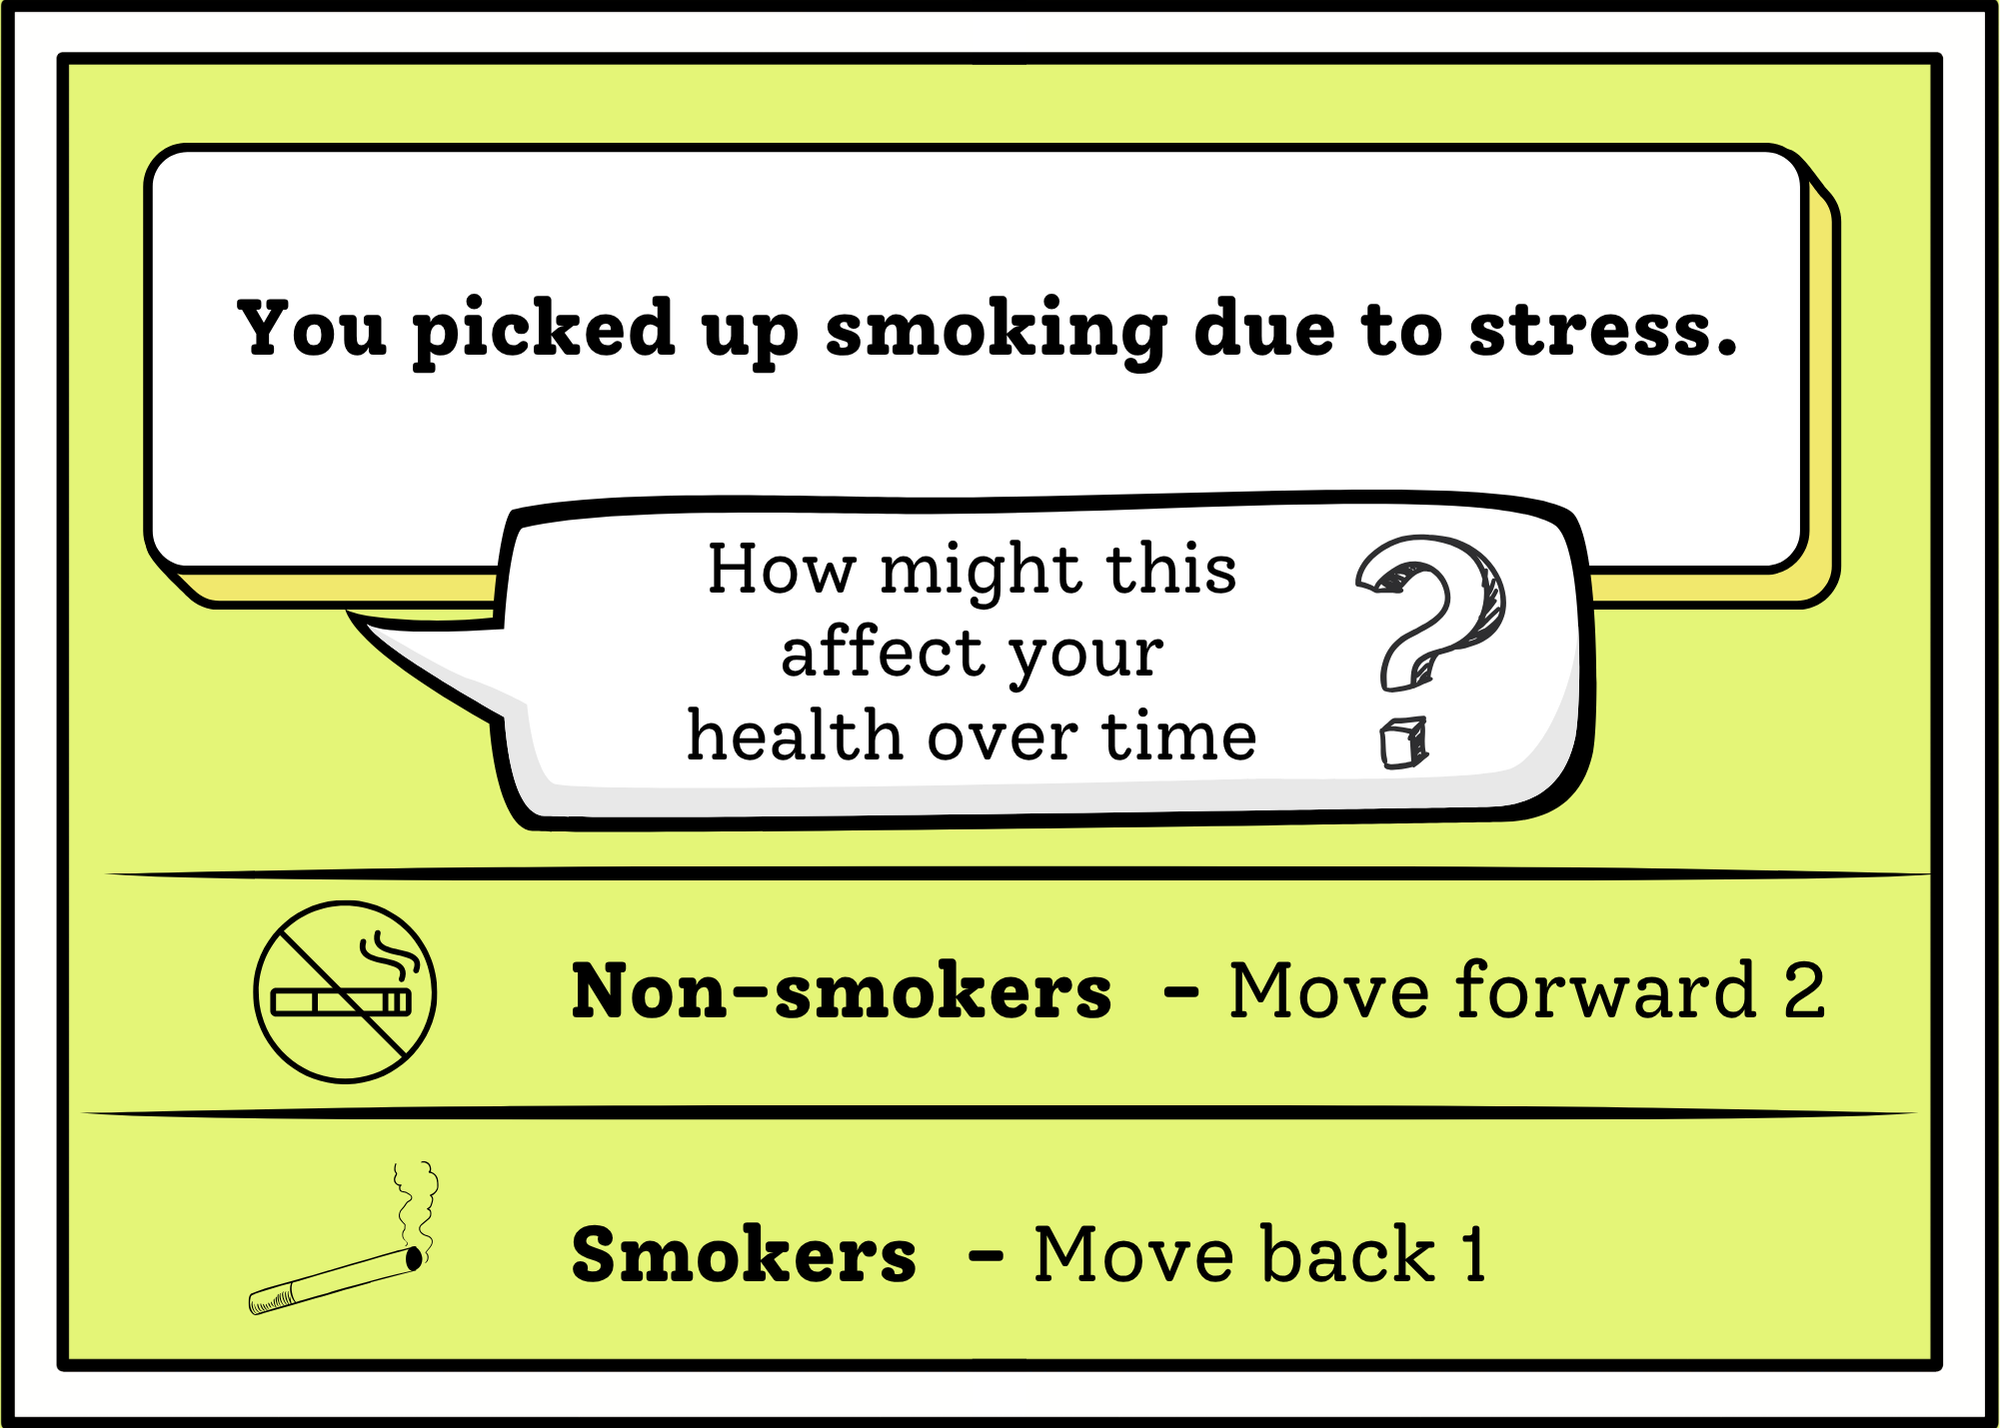 You picked up smoking due to stress.
How might this
affect your
health over time
?
Non-smokers - Move forward 2
Smokers - Move back 1